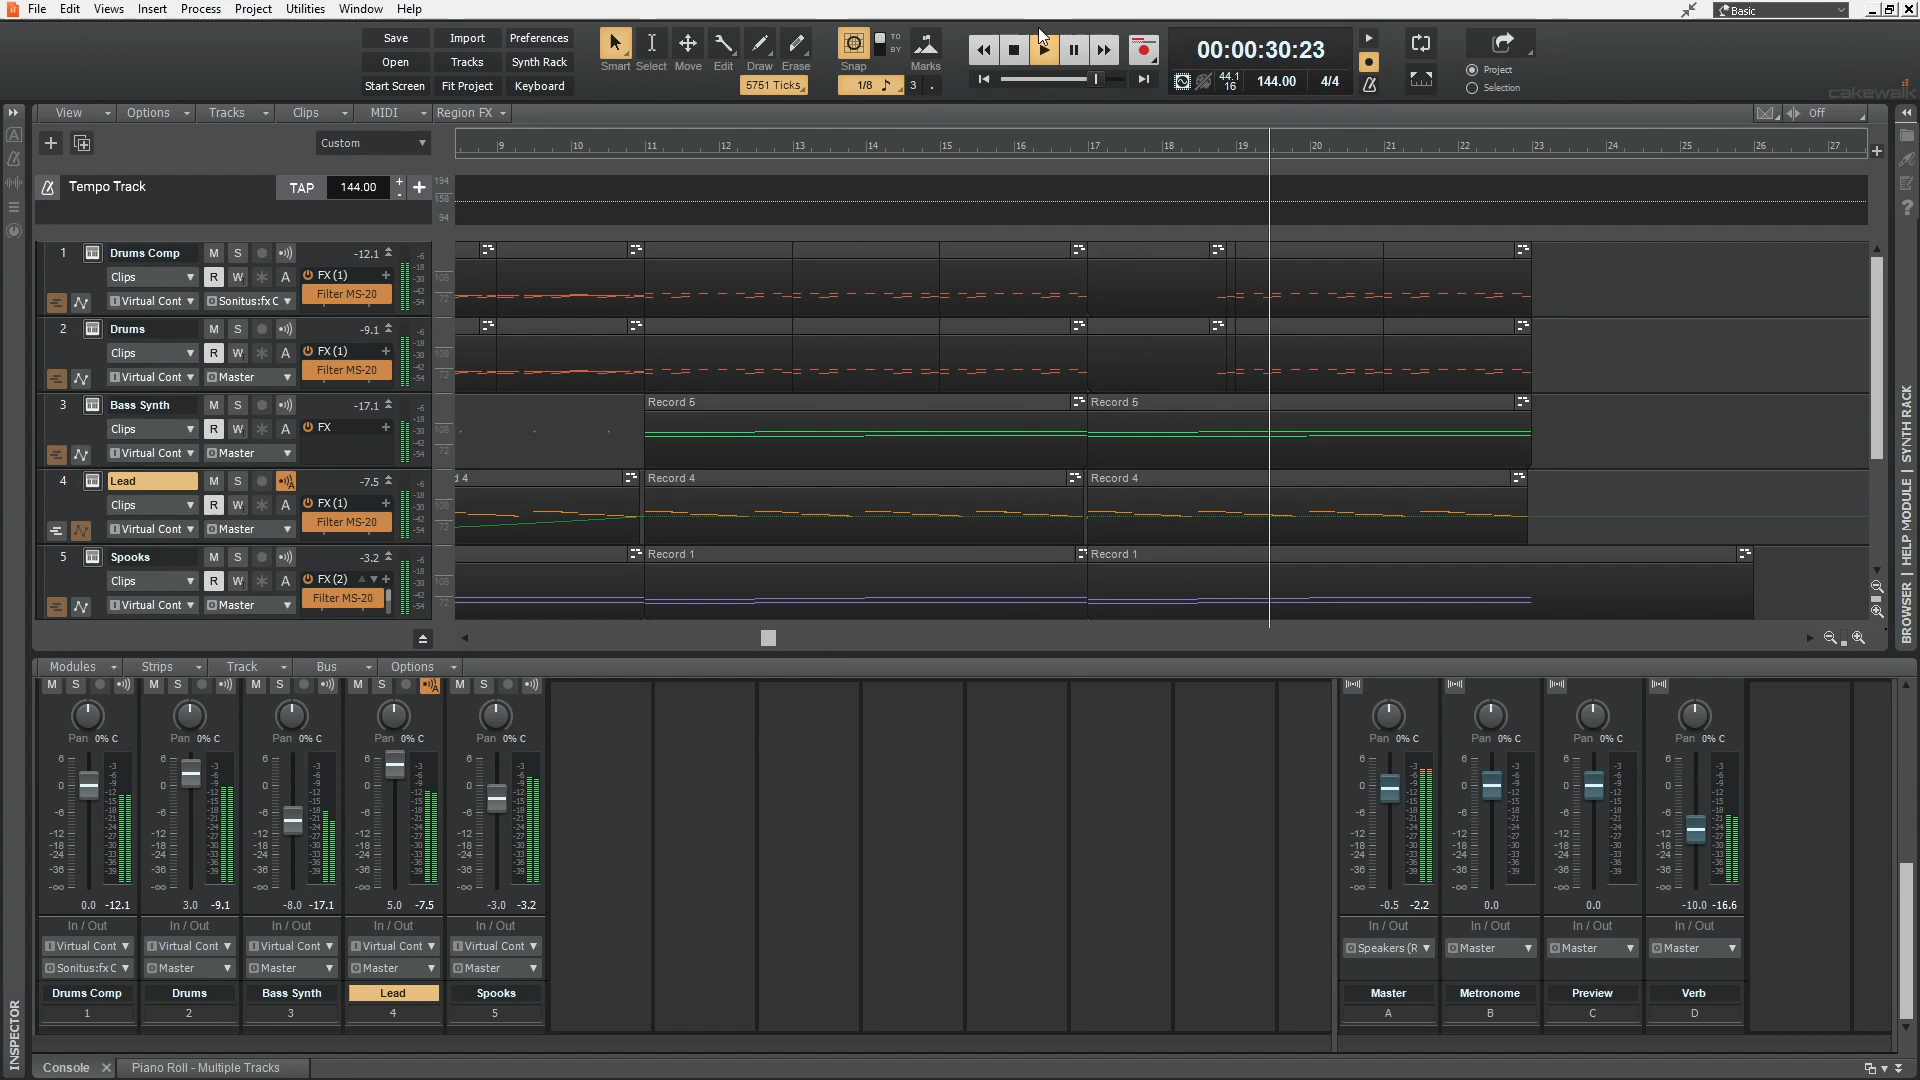 File Edit Views Insert Process Project Utilities Window Help
Basic
Save Import Preferences
Open Tracks Synth Rack
Start Screen Fit Project Keyboard
Smart Select Move Edit Draw Erase Snap Marks
TO
BY
5751 Ticks 1/8 3
00:00:30:23
44.1
16
144.00 4/4
Project
Selection
cakewalk
View Options Tracks Clips MIDI Region FX Off
Custom
9 10 11 12 13 14 15 16 17 18 19 20 21 22 23 24 25 26 27
Tempo Track TAP 144.00
194
156
94
1 Drums Comp M S -12.1
Clips R W A FX (1)
Virtual Cont Sonitus:fx C Filter MS-20
2 Drums M S -9.1
Clips R W A FX (1)
Virtual Cont Master Filter MS-20
3 Bass Synth M S -17.1
Clips R W A FX
Virtual Cont Master
Record 5 Record 5
4 Lead M S -7.5
Clips R W A FX (1)
Virtual Cont Master Filter MS-20
d 4 Record 4 Record 4
5 Spooks M S -3.2
Clips R W A FX (2)
Virtual Cont Master Filter MS-20
Record 1 Record 1
BROWSER | HELP MODULE | SYNTH RACK
Modules Strips Track Bus Options
M S M S M S M S M S
Pan 0% C Pan 0% C Pan 0% C Pan 0% C Pan 0% C Pan 0% C Pan 0% C Pan 0% C Pan 0% C
0.0 -12.1 3.0 -9.1 -8.0 -17.1 5.0 -7.5 -3.0 -3.2 -0.5 -2.2 0.0 0.0 -10.0 -16.6
In / Out In / Out In / Out In / Out In / Out In / Out In / Out In / Out In / Out
Virtual Cont Virtual Cont Virtual Cont Virtual Cont Virtual Cont Speakers (R Master Master Master
Sonitus:fx C Master Master Master Master
Drums Comp Drums Bass Synth Lead Spooks Master Metronome Preview Verb
1 2 3 4 5 A B C D
INSPECTOR
Console Piano Roll - Multiple Tracks